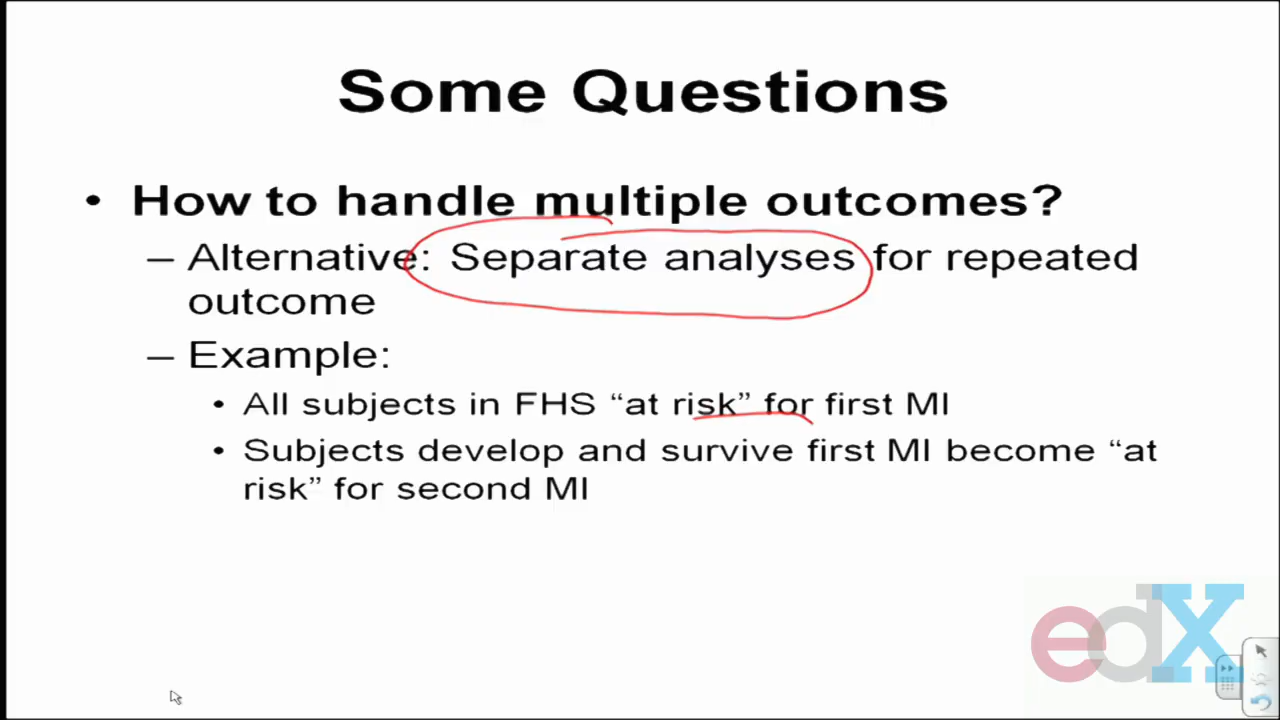 Some Questions
• How to handle multiple outcomes?
– Alternative: Separate analyses for repeated
outcome
– Example:
• All subjects in FHS “at risk” for first MI
• Subjects develop and survive first MI become “at
risk” for second MI
edX